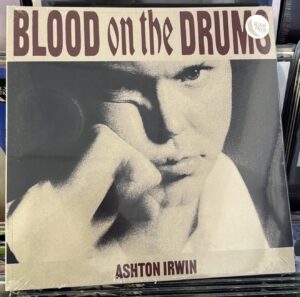 BLOOD on the DRUMS
ASHTON IRWIN